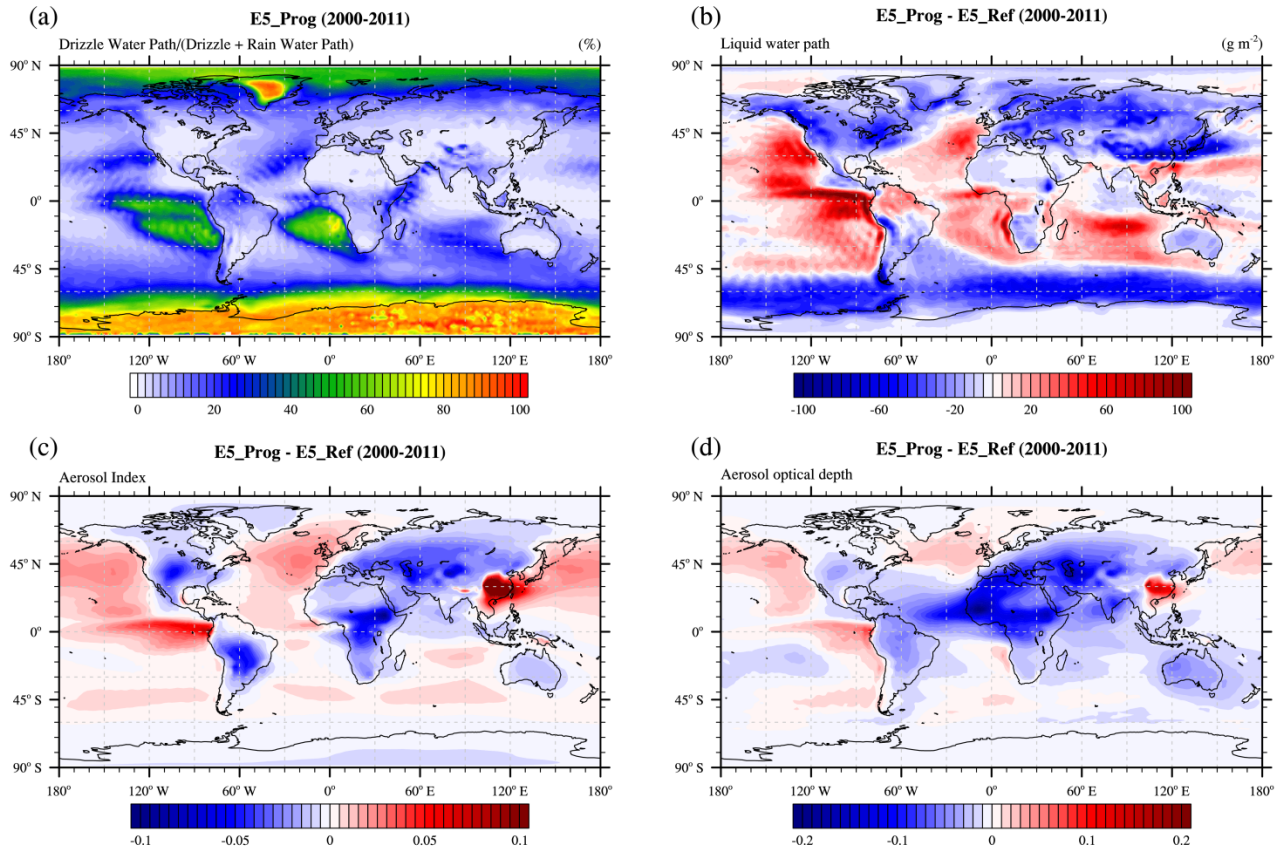 (a)
E5_Prog (2000-2011)
Drizzle Water Path/(Drizzle + Rain Water Path) (%)
90° N
45° N
0°
45° S
90° S
180° 120° W 60° W 0° 60° E 120° E 180°
0 20 40 60 80 100
(b)
E5_Prog - E5_Ref (2000-2011)
Liquid water path (g m⁻²)
90° N
45° N
0°
45° S
90° S
180° 120° W 60° W 0° 60° E 120° E 180°
-100 -60 -20 20 60 100
(c)
E5_Prog - E5_Ref (2000-2011)
Aerosol Index
90° N
45° N
0°
45° S
90° S
180° 120° W 60° W 0° 60° E 120° E 180°
-0.1 -0.05 0 0.05 0.1
(d)
E5_Prog - E5_Ref (2000-2011)
Aerosol optical depth
90° N
45° N
0°
45° S
90° S
180° 120° W 60° W 0° 60° E 120° E 180°
-0.2 -0.1 0 0.1 0.2